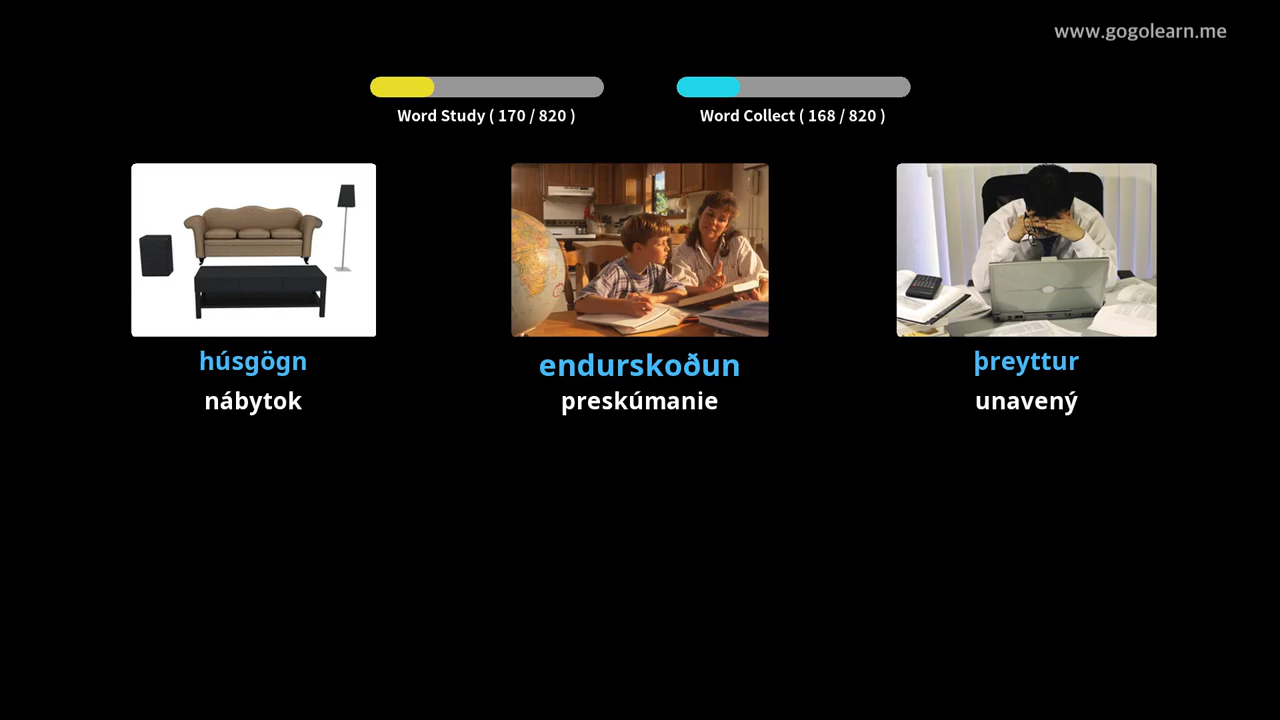 www.gogolearn.me
Word Study ( 170 / 820 )
Word Collect ( 168 / 820 )
húsgögn
endurskoðun
þreyttur
nábytok
preskúmanie
unavený